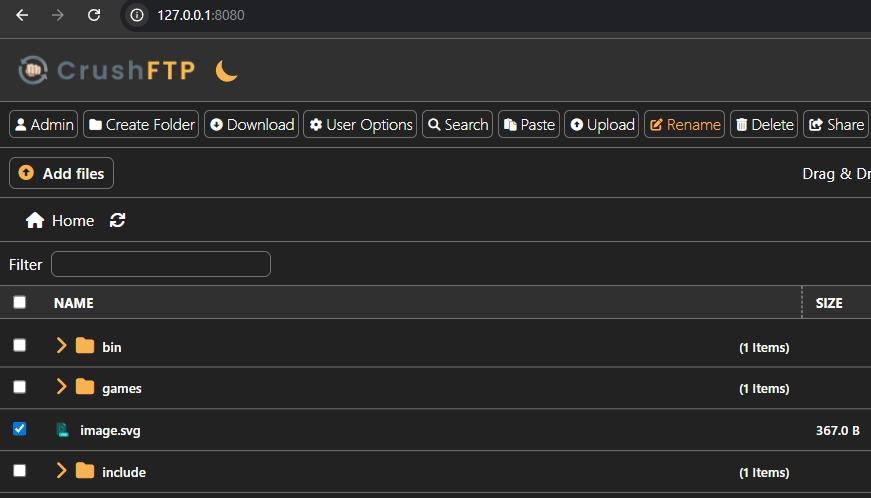 127.0.0.1:8080
CrushFTP
Admin Create Folder Download User Options Search Paste Upload Rename Delete Share
Add files Drag & Dr
Home
Filter
NAME SIZE
bin (1 Items)
games (1 Items)
image.svg 367.0 B
include (1 Items)